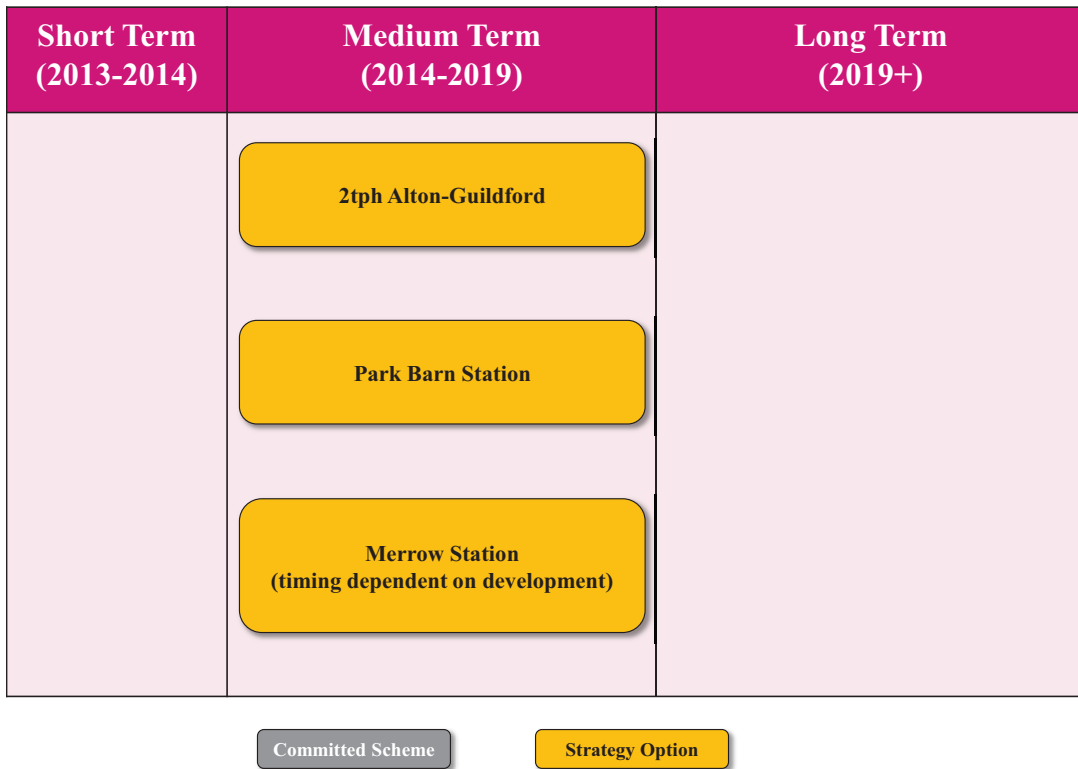 Short Term
(2013-2014)
Medium Term
(2014-2019)
Long Term
(2019+)
2tph Alton-Guildford
Park Barn Station
Merrow Station
(timing dependent on development)
Committed Scheme
Strategy Option